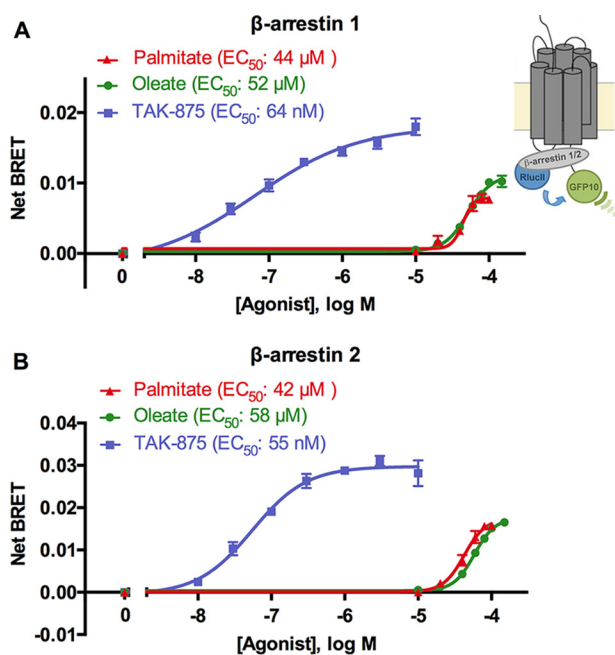 A
β-arrestin 1
Palmitate (EC50: 44 µM )
Oleate (EC50: 52 µM)
TAK-875 (EC50: 64 nM)
Net BRET
0.02
0.01
0.00
0
-8
-7
-6
-5
-4
[Agonist], log M
β-arrestin 1/2
RlucII
GFP10
B
β-arrestin 2
Palmitate (EC50: 42 µM )
Oleate (EC50: 58 µM)
TAK-875 (EC50: 55 nM)
Net BRET
0.04
0.03
0.02
0.01
0.00
-0.01
0
-8
-7
-6
-5
-4
[Agonist], log M